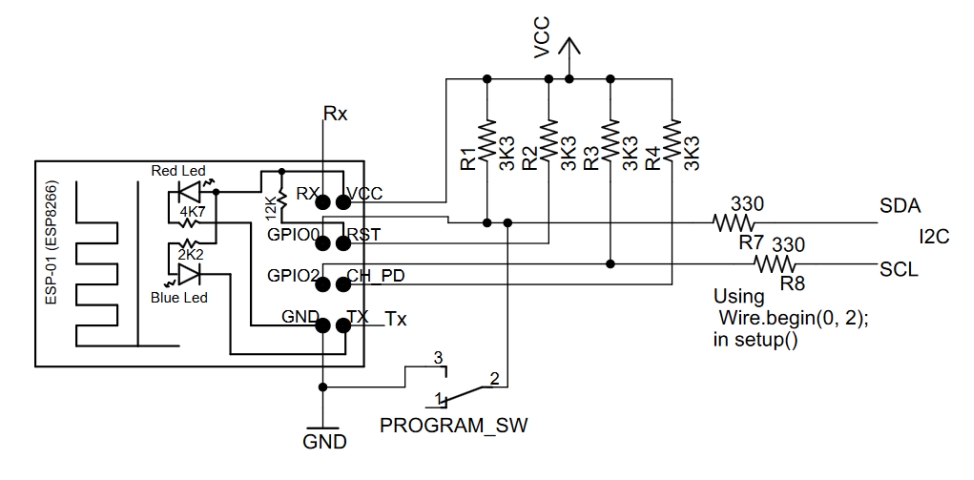 VCC
Rx
R1
3K3
R2
3K3
R3
3K3
R4
3K3
ESP-01 (ESP8266)
Red Led
4K7
2K2
Blue Led
12K
RX
VCC
GPIO0
RST
GPIO2
CH_PD
GND
TX
Tx
330
R7
330
R8
SDA
I2C
SCL
Using
Wire.begin(0, 2);
in setup()
3
2
1
PROGRAM_SW
GND